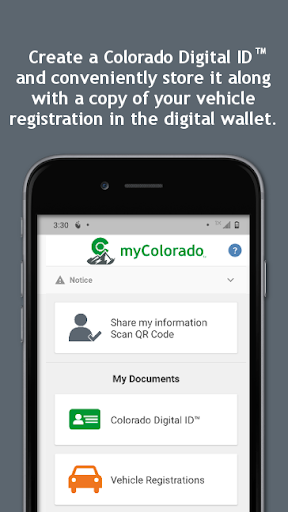 Create a Colorado Digital ID™
and conveniently store it along
with a copy of your vehicle
registration in the digital wallet.
3:30
myColorado™
?
Notice
Share my information
Scan QR Code
My Documents
Colorado Digital ID™
Vehicle Registrations